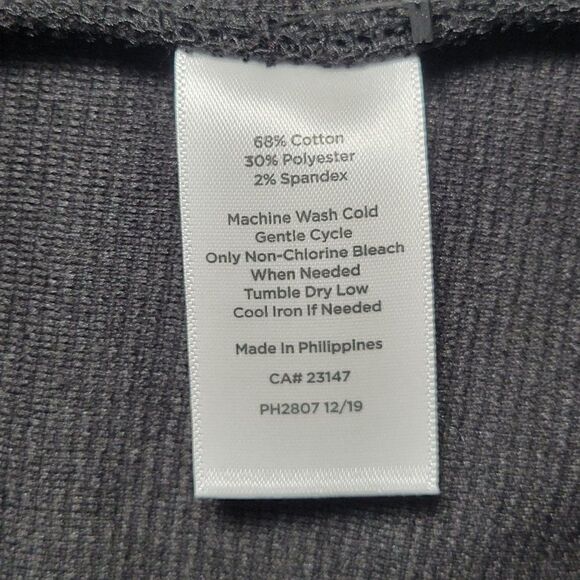 68% Cotton
30% Polyester
2% Spandex
Machine Wash Cold
Gentle Cycle
Only Non-Chlorine Bleach
When Needed
Tumble Dry Low
Cool Iron If Needed
Made In Philippines
CA# 23147
PH2807 12/19